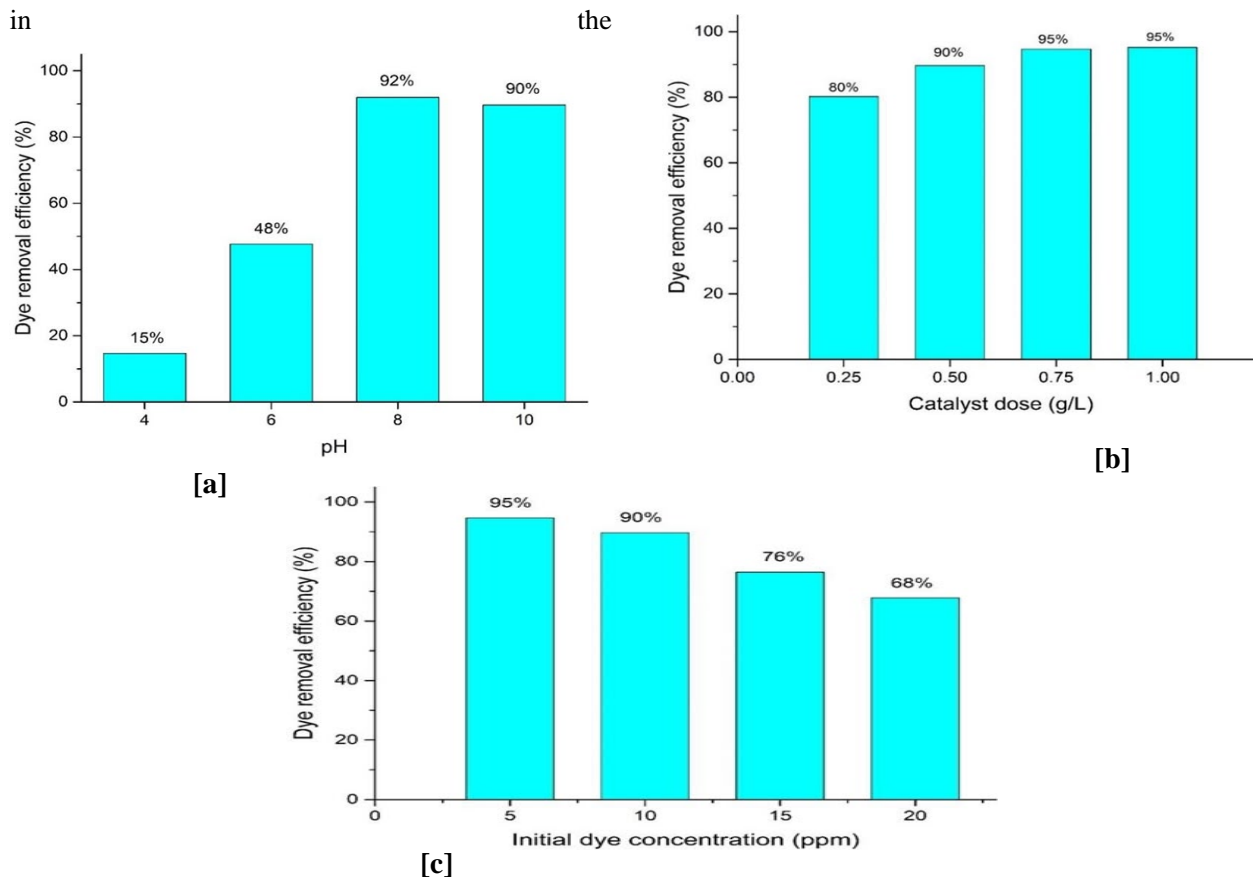 in the
Dye removal efficiency (%)
100
80
60
40
20
0
15%
48%
92%
90%
4 6 8 10
pH
[a]
Dye removal efficiency (%)
100
80
60
40
20
0
80%
90%
95%
95%
0.00 0.25 0.50 0.75 1.00
Catalyst dose (g/L)
[b]
Dye removal efficiency (%)
100
80
60
40
20
0
95%
90%
76%
68%
0 5 10 15 20
Initial dye concentration (ppm)
[c]